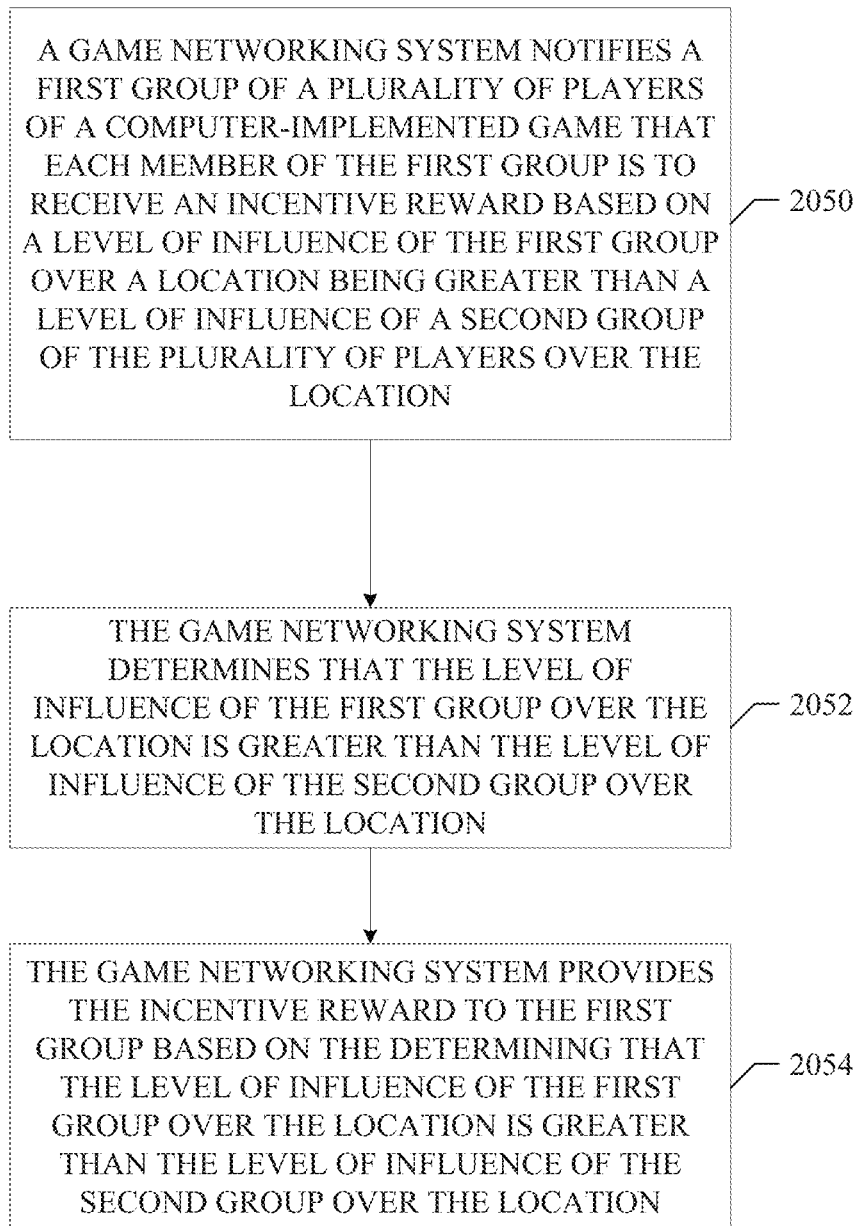 A GAME NETWORKING SYSTEM NOTIFIES A
FIRST GROUP OF A PLURALITY OF PLAYERS
OF A COMPUTER-IMPLEMENTED GAME THAT
EACH MEMBER OF THE FIRST GROUP IS TO
RECEIVE AN INCENTIVE REWARD BASED ON
A LEVEL OF INFLUENCE OF THE FIRST GROUP
OVER A LOCATION BEING GREATER THAN A
LEVEL OF INFLUENCE OF A SECOND GROUP
OF THE PLURALITY OF PLAYERS OVER THE
LOCATION
2050
THE GAME NETWORKING SYSTEM
DETERMINES THAT THE LEVEL OF
INFLUENCE OF THE FIRST GROUP OVER THE
LOCATION IS GREATER THAN THE LEVEL OF
INFLUENCE OF THE SECOND GROUP OVER
THE LOCATION
2052
THE GAME NETWORKING SYSTEM PROVIDES
THE INCENTIVE REWARD TO THE FIRST
GROUP BASED ON THE DETERMINING THAT
THE LEVEL OF INFLUENCE OF THE FIRST
GROUP OVER THE LOCATION IS GREATER
THAN THE LEVEL OF INFLUENCE OF THE
SECOND GROUP OVER THE LOCATION
2054